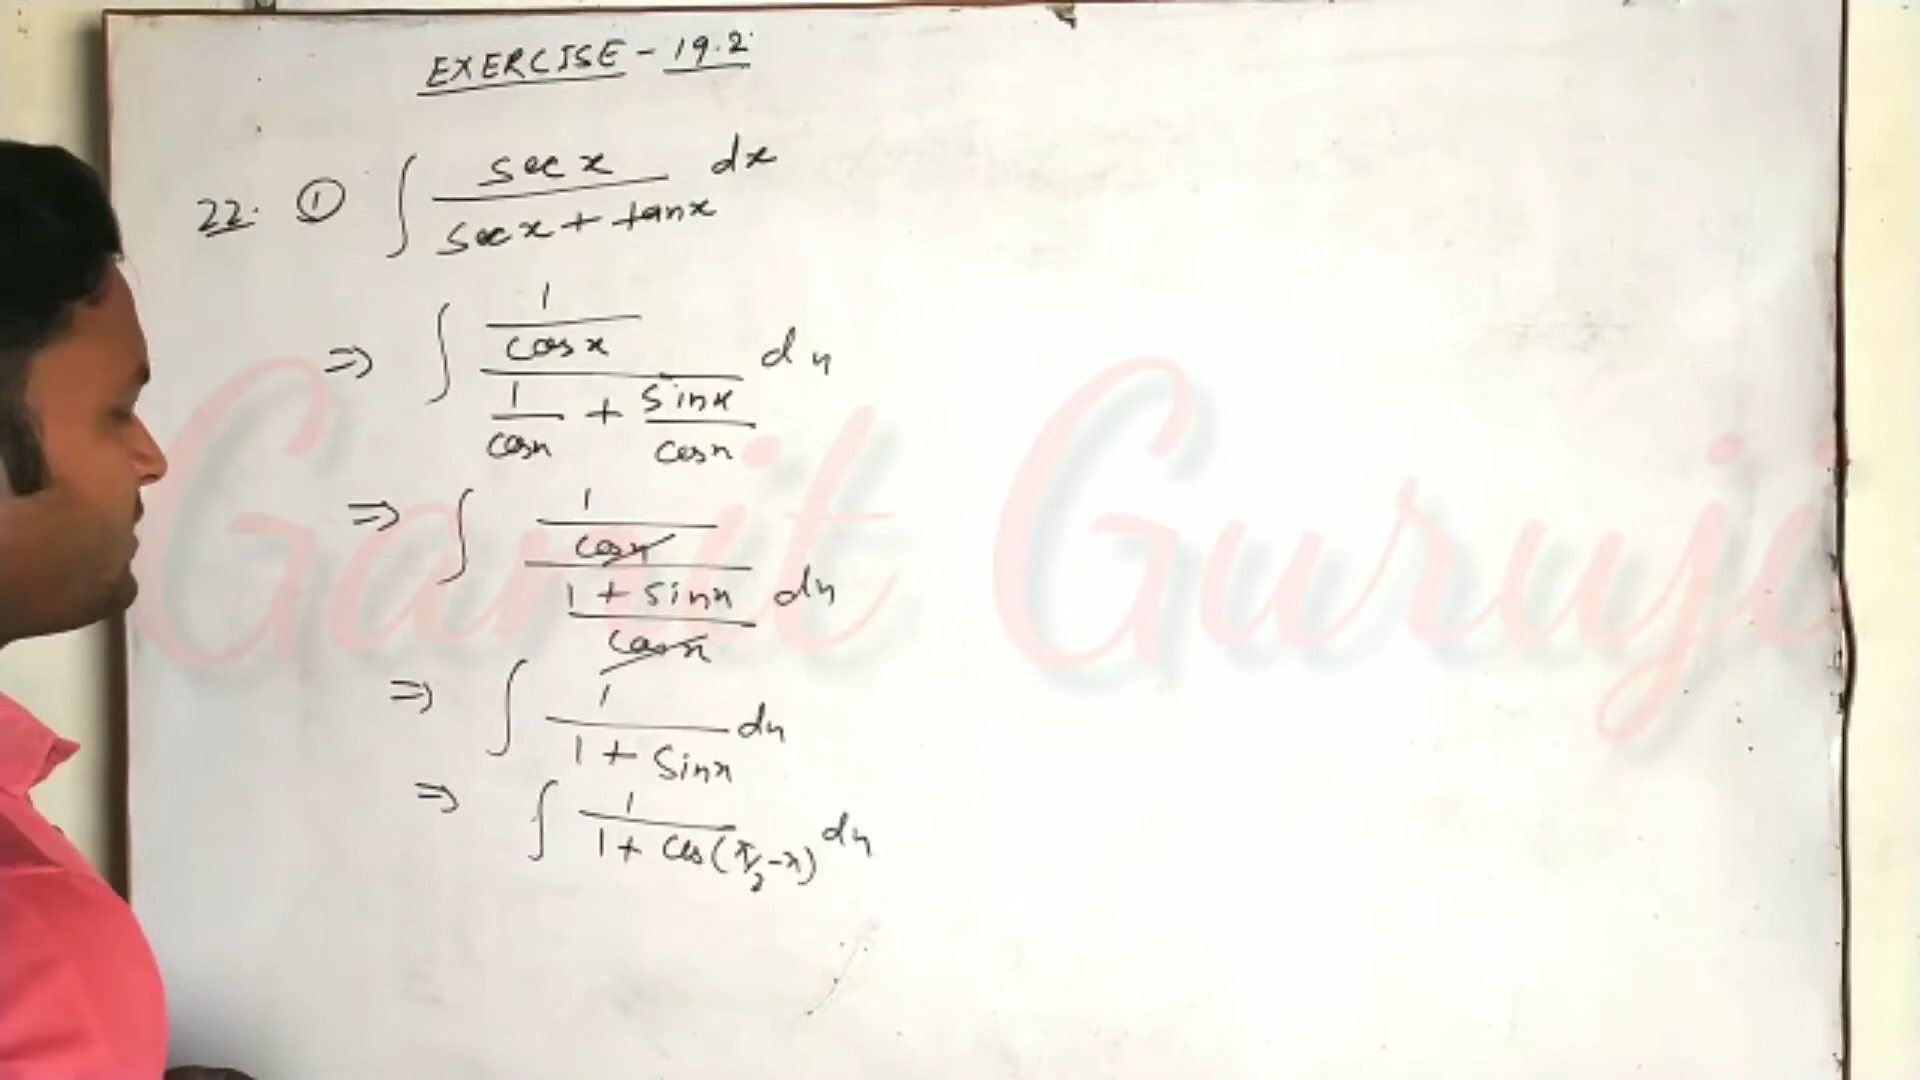 EXERCISE - 19.2
22. ① ∫ sec x / (sec x + tan x) dx
⇒ ∫ (1 / cos x) / (1 / cos x + sin x / cos x) dx
⇒ ∫ (1 / cos x) / ((1 + sin x) / cos x) dx
⇒ ∫ 1 / (1 + sin x) dx
⇒ ∫ 1 / (1 + cos(π/2 - x)) dx
Ganit Guruji